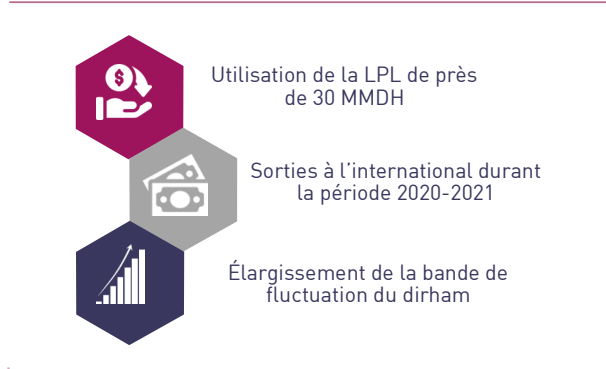 Utilisation de la LPL de près
de 30 MMDH
Sorties à l’international durant
la période 2020-2021
Élargissement de la bande de
fluctuation du dirham